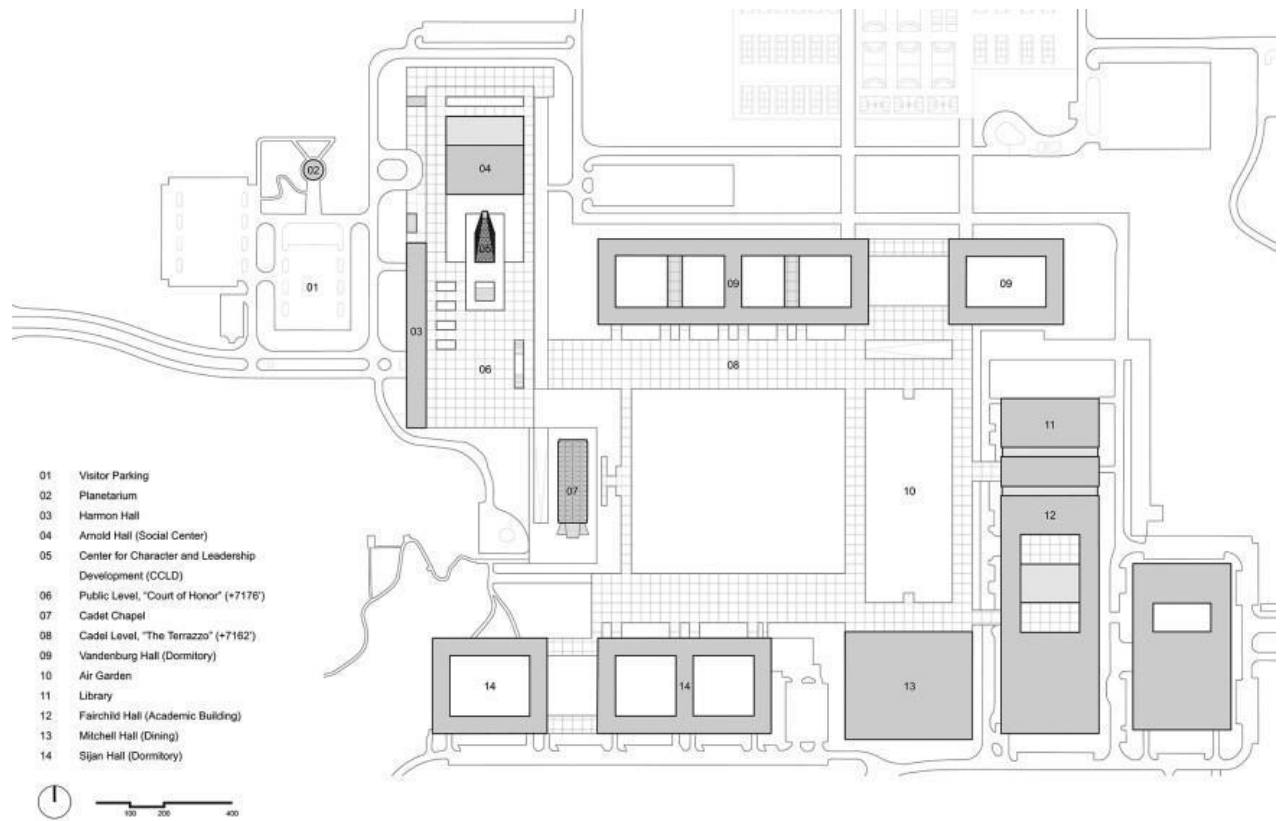 02
04
05
01
09
09
03
06
08
11
07
10
12
14
14
13
01 Visitor Parking
02 Planetarium
03 Harmon Hall
04 Arnold Hall (Social Center)
05 Center for Character and Leadership
Development (CCLD)
06 Public Level, "Court of Honor" (+7176')
07 Cadet Chapel
08 Cadel Level, "The Terrazzo" (+7162')
09 Vandenburg Hall (Dormitory)
10 Air Garden
11 Library
12 Fairchild Hall (Academic Building)
13 Mitchell Hall (Dining)
14 Sijan Hall (Dormitory)
100 200 400